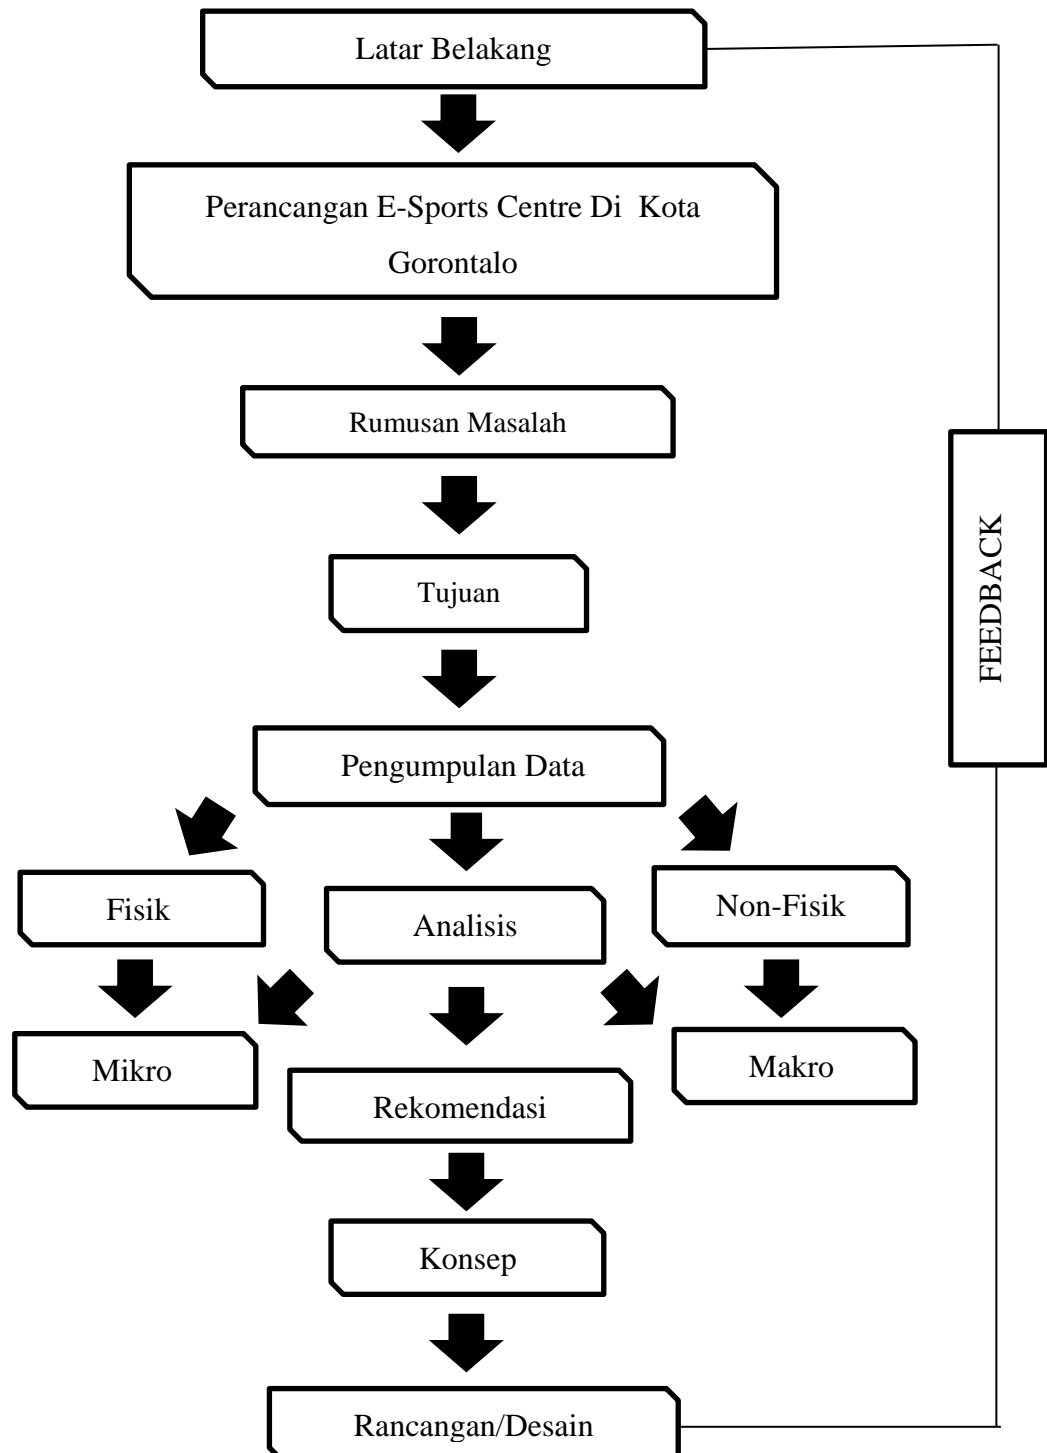 Latar Belakang
Perancangan E-Sports Centre Di Kota
Gorontalo
Rumusan Masalah
Tujuan
FEEDBACK
Pengumpulan Data
Fisik
Analisis
Non-Fisik
Mikro
Rekomendasi
Makro
Konsep
Rancangan/Desain